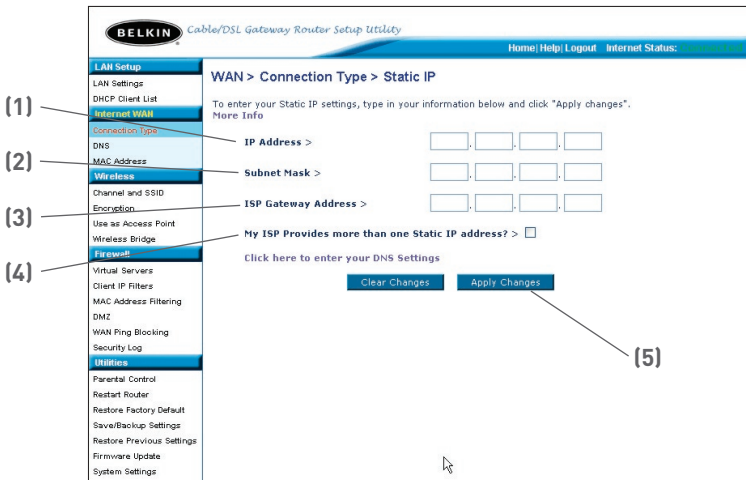 BELKIN® Cable/DSL Gateway Router Setup Utility
Home|Help|Logout Internet Status:
LAN Setup
LAN Settings
DHCP Client List
Internet WAN
Connection Type
DNS
MAC Address
Wireless
Channel and SSID
Encryption
Use as Access Point
Wireless Bridge
Firewall
Virtual Servers
Client IP Filters
MAC Address Filtering
DMZ
WAN Ping Blocking
Security Log
Utilities
Parental Control
Restart Router
Restore Factory Default
Save/Backup Settings
Restore Previous Settings
Firmware Update
System Settings
WAN > Connection Type > Static IP
To enter your Static IP settings, type in your information below and click "Apply changes".
More Info
(1) IP Address >
(2) Subnet Mask >
(3) ISP Gateway Address >
(4) My ISP Provides more than one Static IP address? >
Click here to enter your DNS Settings
Clear Changes Apply Changes
(5)